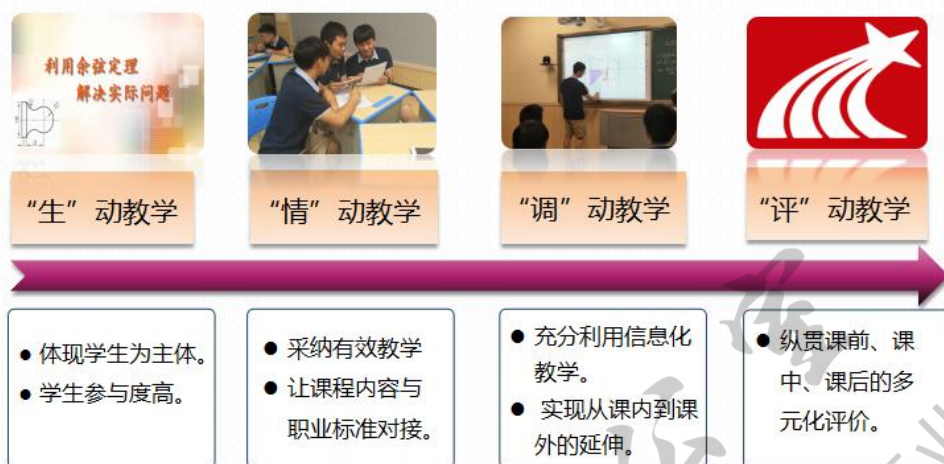 利用余弦定理
解决实际问题
“生”动教学
“情”动教学
“调”动教学
“评”动教学
● 体现学生为主体。
● 学生参与度高。
● 采纳有效教学
● 让课程内容与
职业标准对接。
● 充分利用信息化
教学。
● 实现从课内到课
外的延伸。
● 纵贯课前、课
中、课后的多
元化评价。